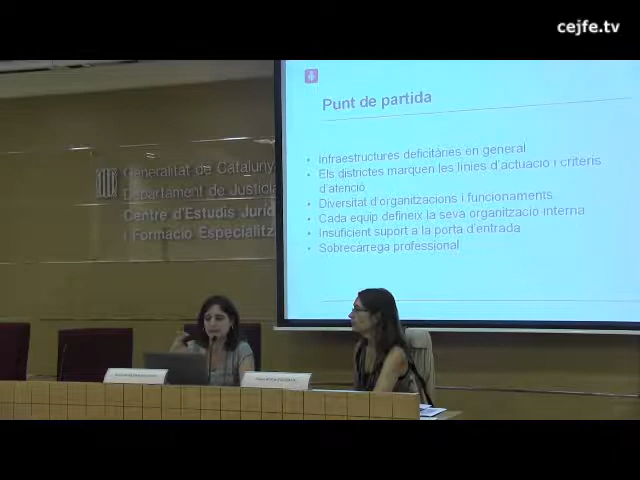 cejfe.tv
Punt de partida
• Infraestructures deficitàries en general
• Els districtes marquen les línies d'actuació i criteris
d'atenció
• Diversitat d'organitzacions i funcionaments
• Cada equip defineix la seva organització interna
• Insuficient suport a la porta d'entrada
• Sobrecàrrega professional
Generalitat de Catalunya
Departament de Justícia
Centre d'Estudis Juríd
i Formació Especialitz